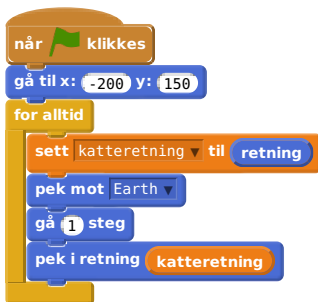 når klikkes
gå til x: -200 y: 150
for alltid
sett katteretning til retning
pek mot Earth
gå 1 steg
pek i retning katteretning